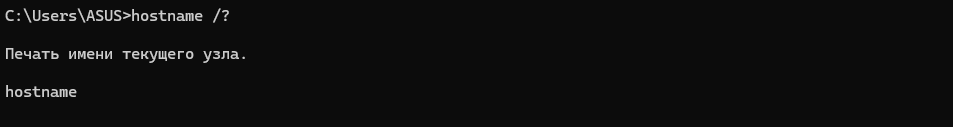 C:\Users\ASUS>hostname /?
Печать имени текущего узла.
hostname